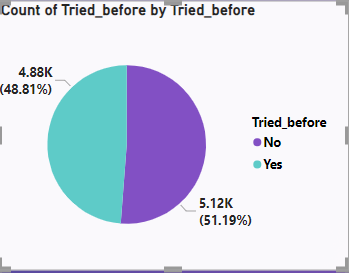 Count of Tried_before by Tried_before
4.88K
(48.81%)
Tried_before
No
Yes
5.12K
(51.19%)